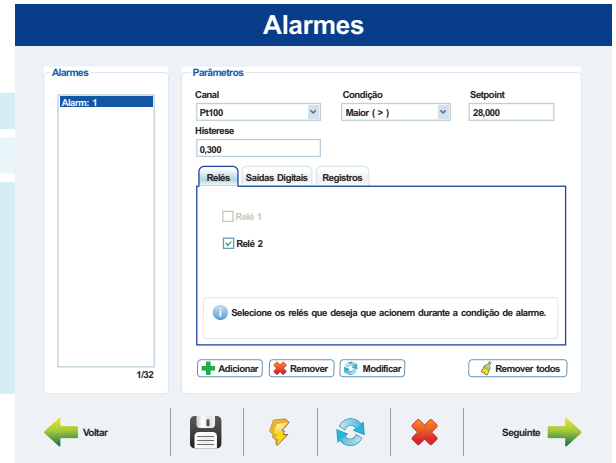 Alarmes
Alarmes
Alarm: 1
1/32
Parâmetros
Canal Condição Setpoint
Pt100 Maior ( > ) 28,000
Histerese
0,300
Relés Saídas Digitais Registros
Relé 1
Relé 2
Selecione os relés que deseja que acionem durante a condição de alarme.
Adicionar Remover Modificar Remover todos
Voltar Seguinte